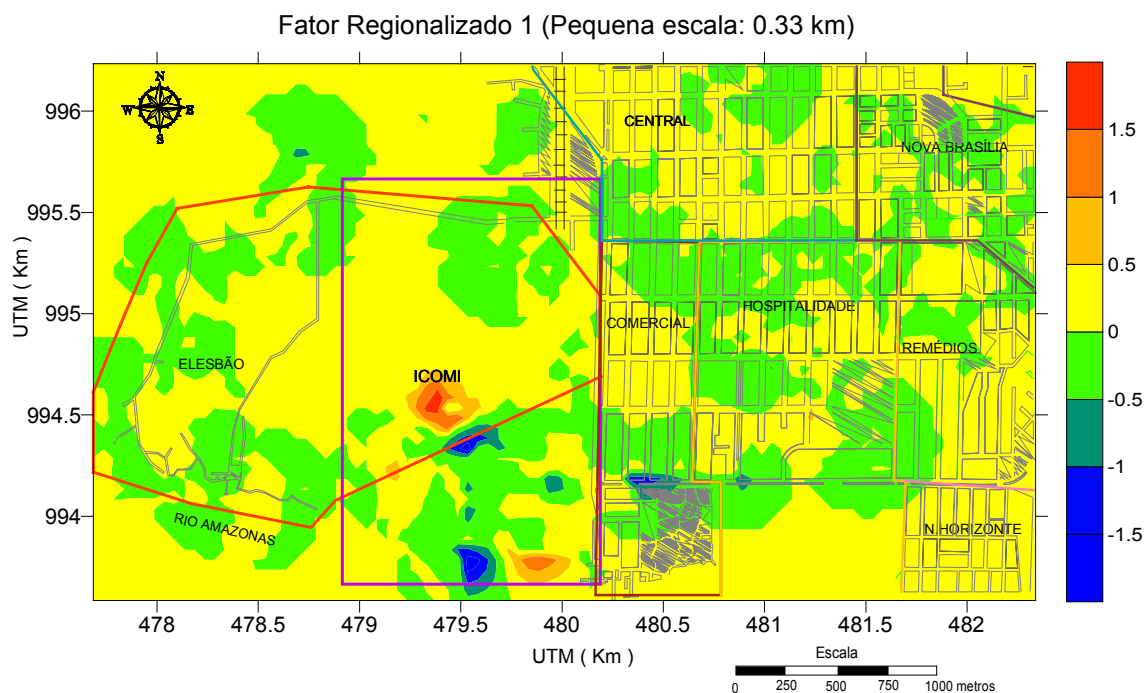 Fator Regionalizado 1 (Pequena escala: 0.33 km)
N
W
E
S
996
995.5
995
994.5
994
UTM ( Km )
CENTRAL
NOVA BRASÍLIA
HOSPITALIDADE
COMERCIAL
REMÉDIOS
ELESBÃO
ICOMI
RIO AMAZONAS
N.HORIZONTE
478
478.5
479
479.5
480
480.5
481
481.5
482
UTM ( Km )
Escala
0
250
500
750
1000 metros
1.5
1
0.5
0
-0.5
-1
-1.5